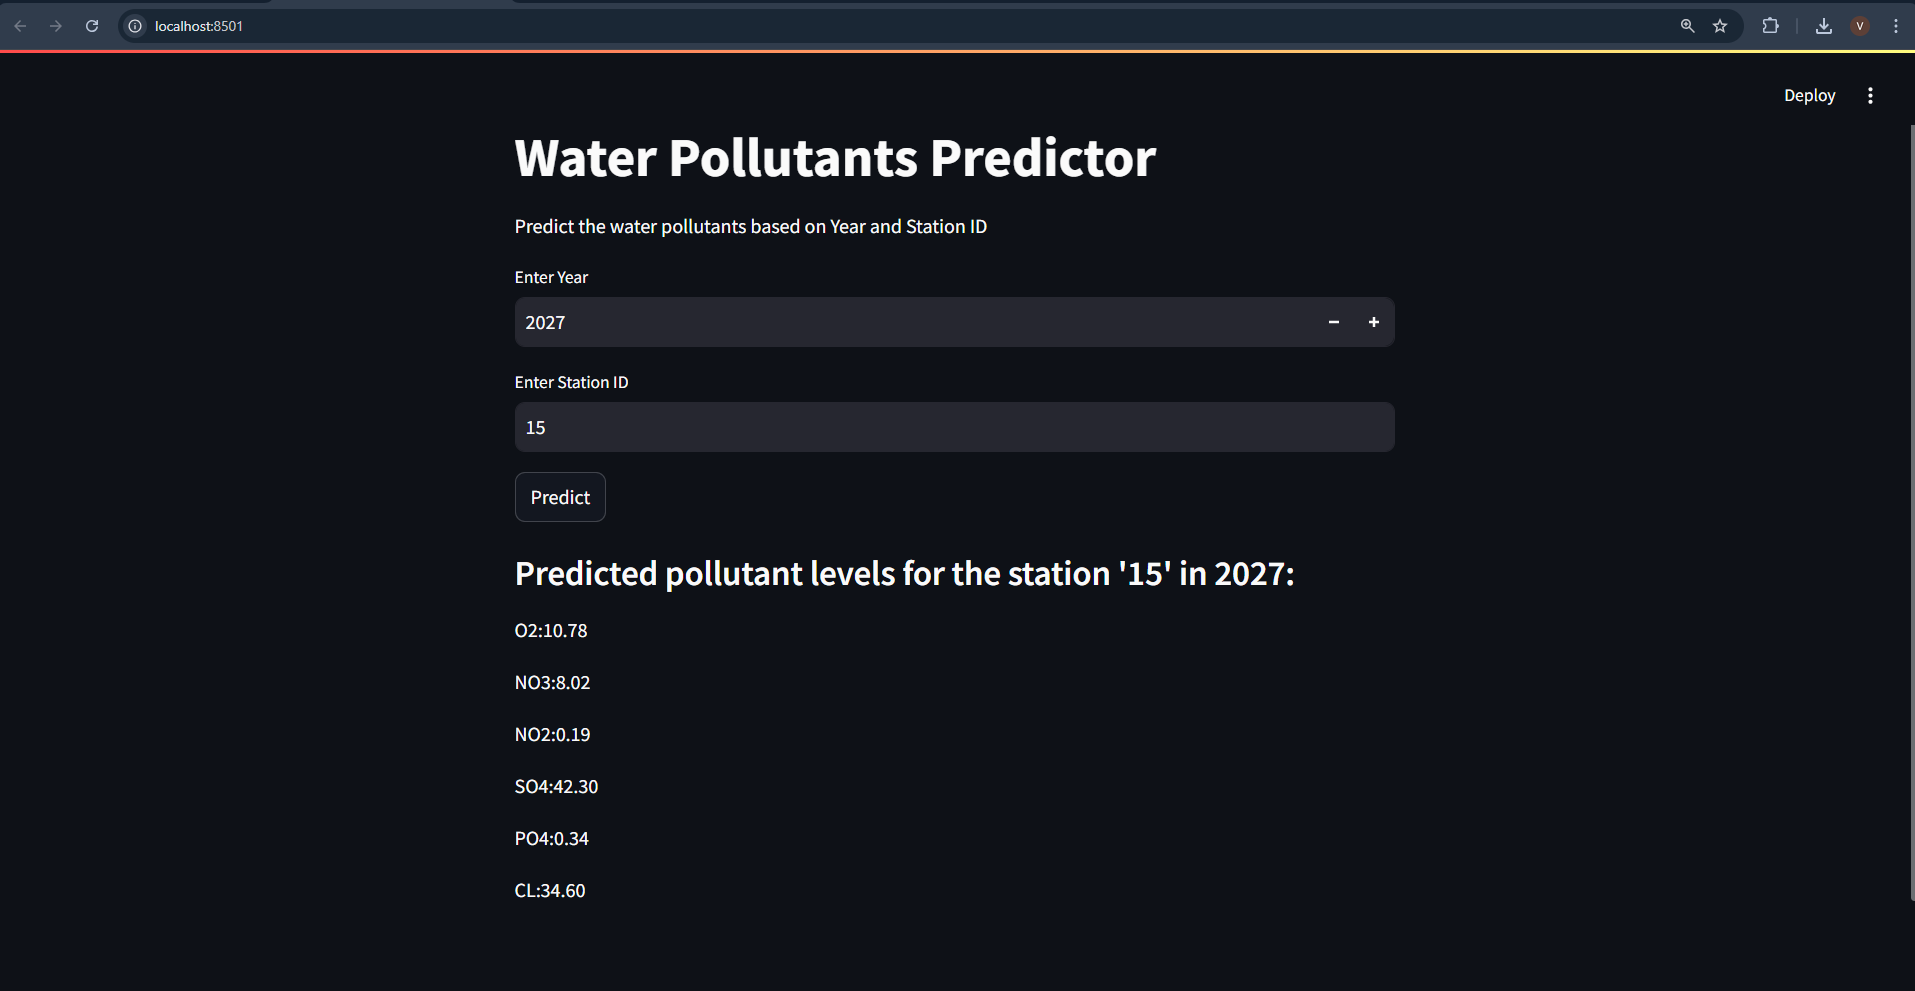 localhost:8501
V
Deploy
Water Pollutants Predictor
Predict the water pollutants based on Year and Station ID
Enter Year
2027
Enter Station ID
15
Predict
Predicted pollutant levels for the station '15' in 2027:
O2:10.78
NO3:8.02
NO2:0.19
SO4:42.30
PO4:0.34
CL:34.60